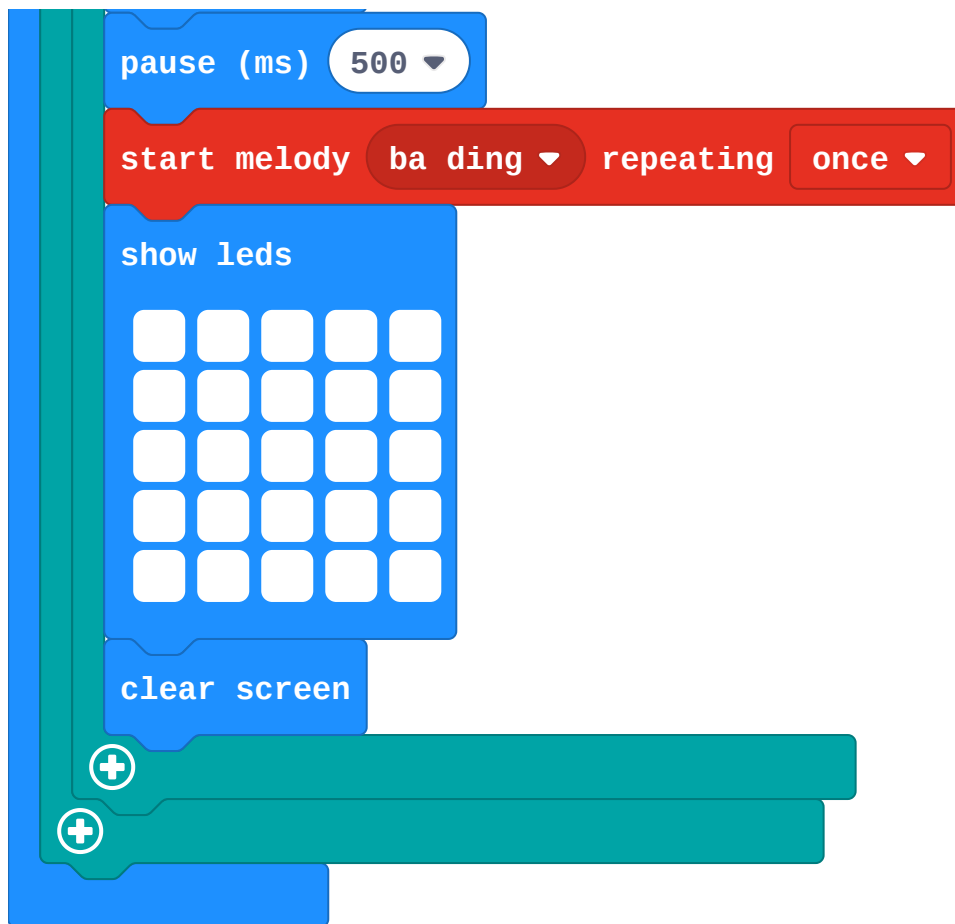 pause (ms) 500
start melody ba ding repeating once
show leds
clear screen